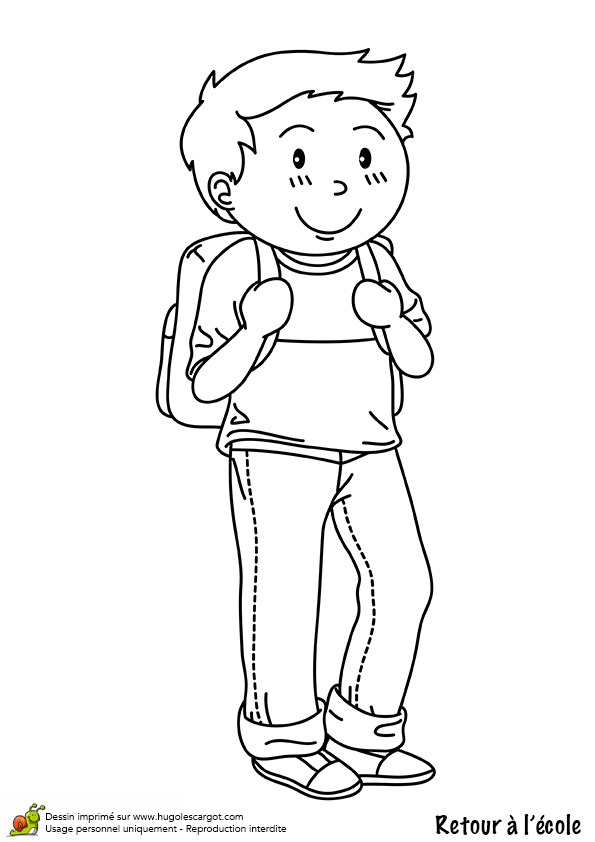 Dessin imprimé sur www.hugolescargot.com
Usage personnel uniquement - Reproduction interdite
Retour à l'école